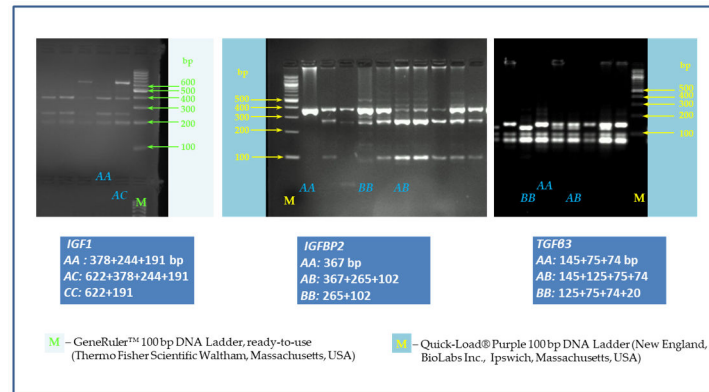 bp
600
500
400
300
200
100
AA
AC
M
bp
500
400
300
200
100
M
AA
BB
AB
bp
500
400
300
200
100
AA
BB
AB
M
IGF1
AA : 378+244+191 bp
AC: 622+378+244+191
CC: 622+191
IGFBP2
AA: 367 bp
AB: 367+265+102
BB: 265+102
TGFβ3
AA: 145+75+74 bp
AB: 145+125+75+74
BB: 125+75+74+20
M – GeneRuler™ 100 bp DNA Ladder, ready-to-use
(Thermo Fisher Scientific Waltham, Massachusetts, USA)
M – Quick-Load® Purple 100 bp DNA Ladder (New England,
BioLabs Inc., Ipswich, Massachusetts, USA)